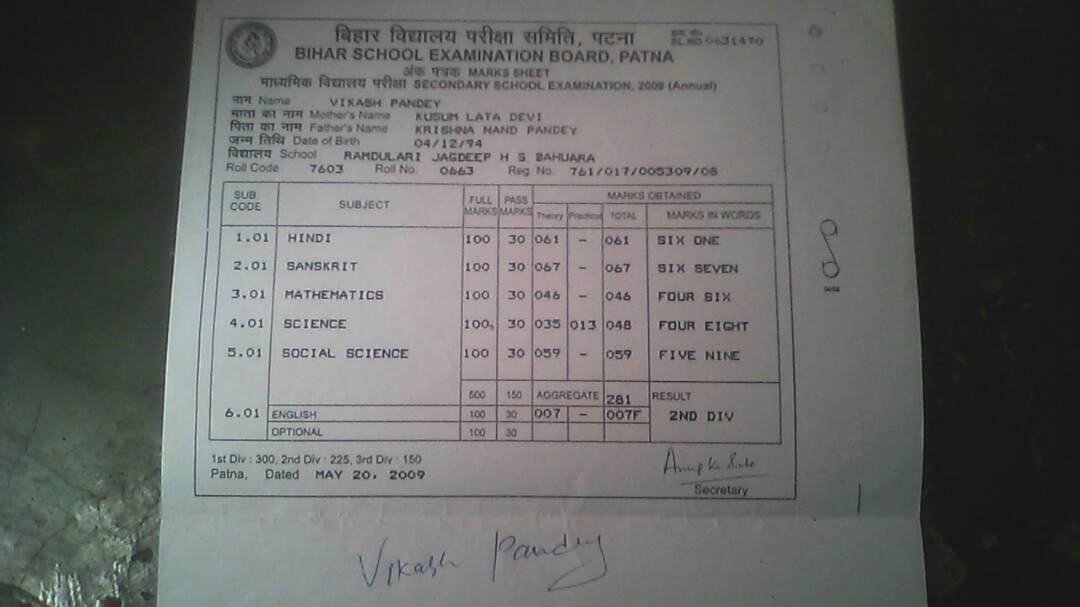 बिहार विद्यालय परीक्षा समिति, पटना
SL.NO.0631470
BIHAR SCHOOL EXAMINATION BOARD, PATNA
अंक पत्रक MARKS SHEET
माध्यमिक विद्यालय परीक्षा SECONDARY SCHOOL EXAMINATION, 2009 (Annual)
नाम Name VIKASH PANDEY
माता का नाम Mother's Name KUSUM LATA DEVI
पिता का नाम Father's Name KRISHNA NAND PANDEY
जन्म तिथि Date of Birth 04/12/94
विद्यालय School RAMDULARI JAGDEEP H S BAHUARA
Roll Code 7603 Roll No. 0663 Reg No. 761/017/005309/08
SUB. CODE SUBJECT FULL MARKS PASS MARKS MARKS OBTAINED
Theory Practical TOTAL MARKS IN WORDS
1.01 HINDI 100 30 061 - 061 SIX ONE
2.01 SANSKRIT 100 30 067 - 067 SIX SEVEN
3.01 MATHEMATICS 100 30 046 - 046 FOUR SIX
4.01 SCIENCE 100, 30 035 013 048 FOUR EIGHT
5.01 SOCIAL SCIENCE 100 30 059 - 059 FIVE NINE
500 150 AGGREGATE 281 RESULT
6.01 ENGLISH 100 30 007 - 007F 2ND DIV
OPTIONAL 100 30
1st Div : 300, 2nd Div : 225, 3rd Div : 150
Patna, Dated MAY 20, 2009
Secretary
Vikash Pandey